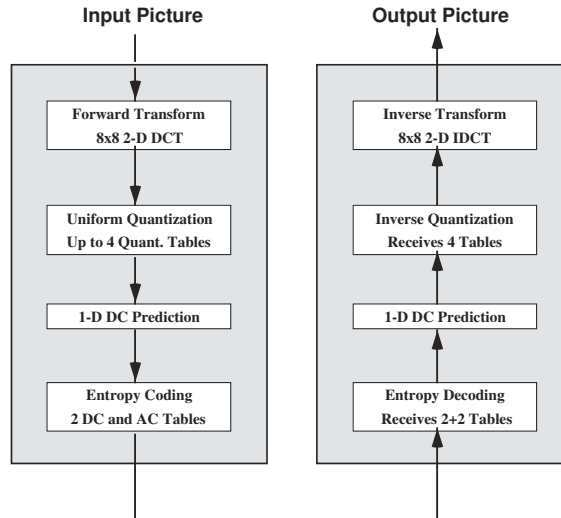 Input Picture
Forward Transform
8x8 2-D DCT
Uniform Quantization
Up to 4 Quant. Tables
1-D DC Prediction
Entropy Coding
2 DC and AC Tables
Output Picture
Inverse Transform
8x8 2-D IDCT
Inverse Quantization
Receives 4 Tables
1-D DC Prediction
Entropy Decoding
Receives 2+2 Tables